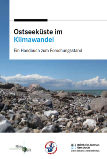 Ostseeküste im
Klimawandel
Ein Handbuch zum Forschungsstand